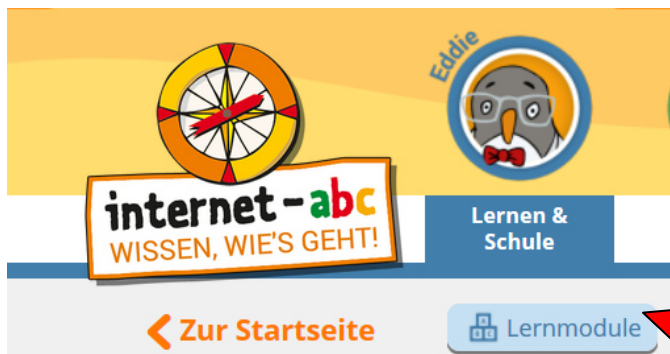 Eddie
internet-abc
WISSEN, WIE'S GEHT!
Lernen &
Schule
Zur Startseite
Lernmodule